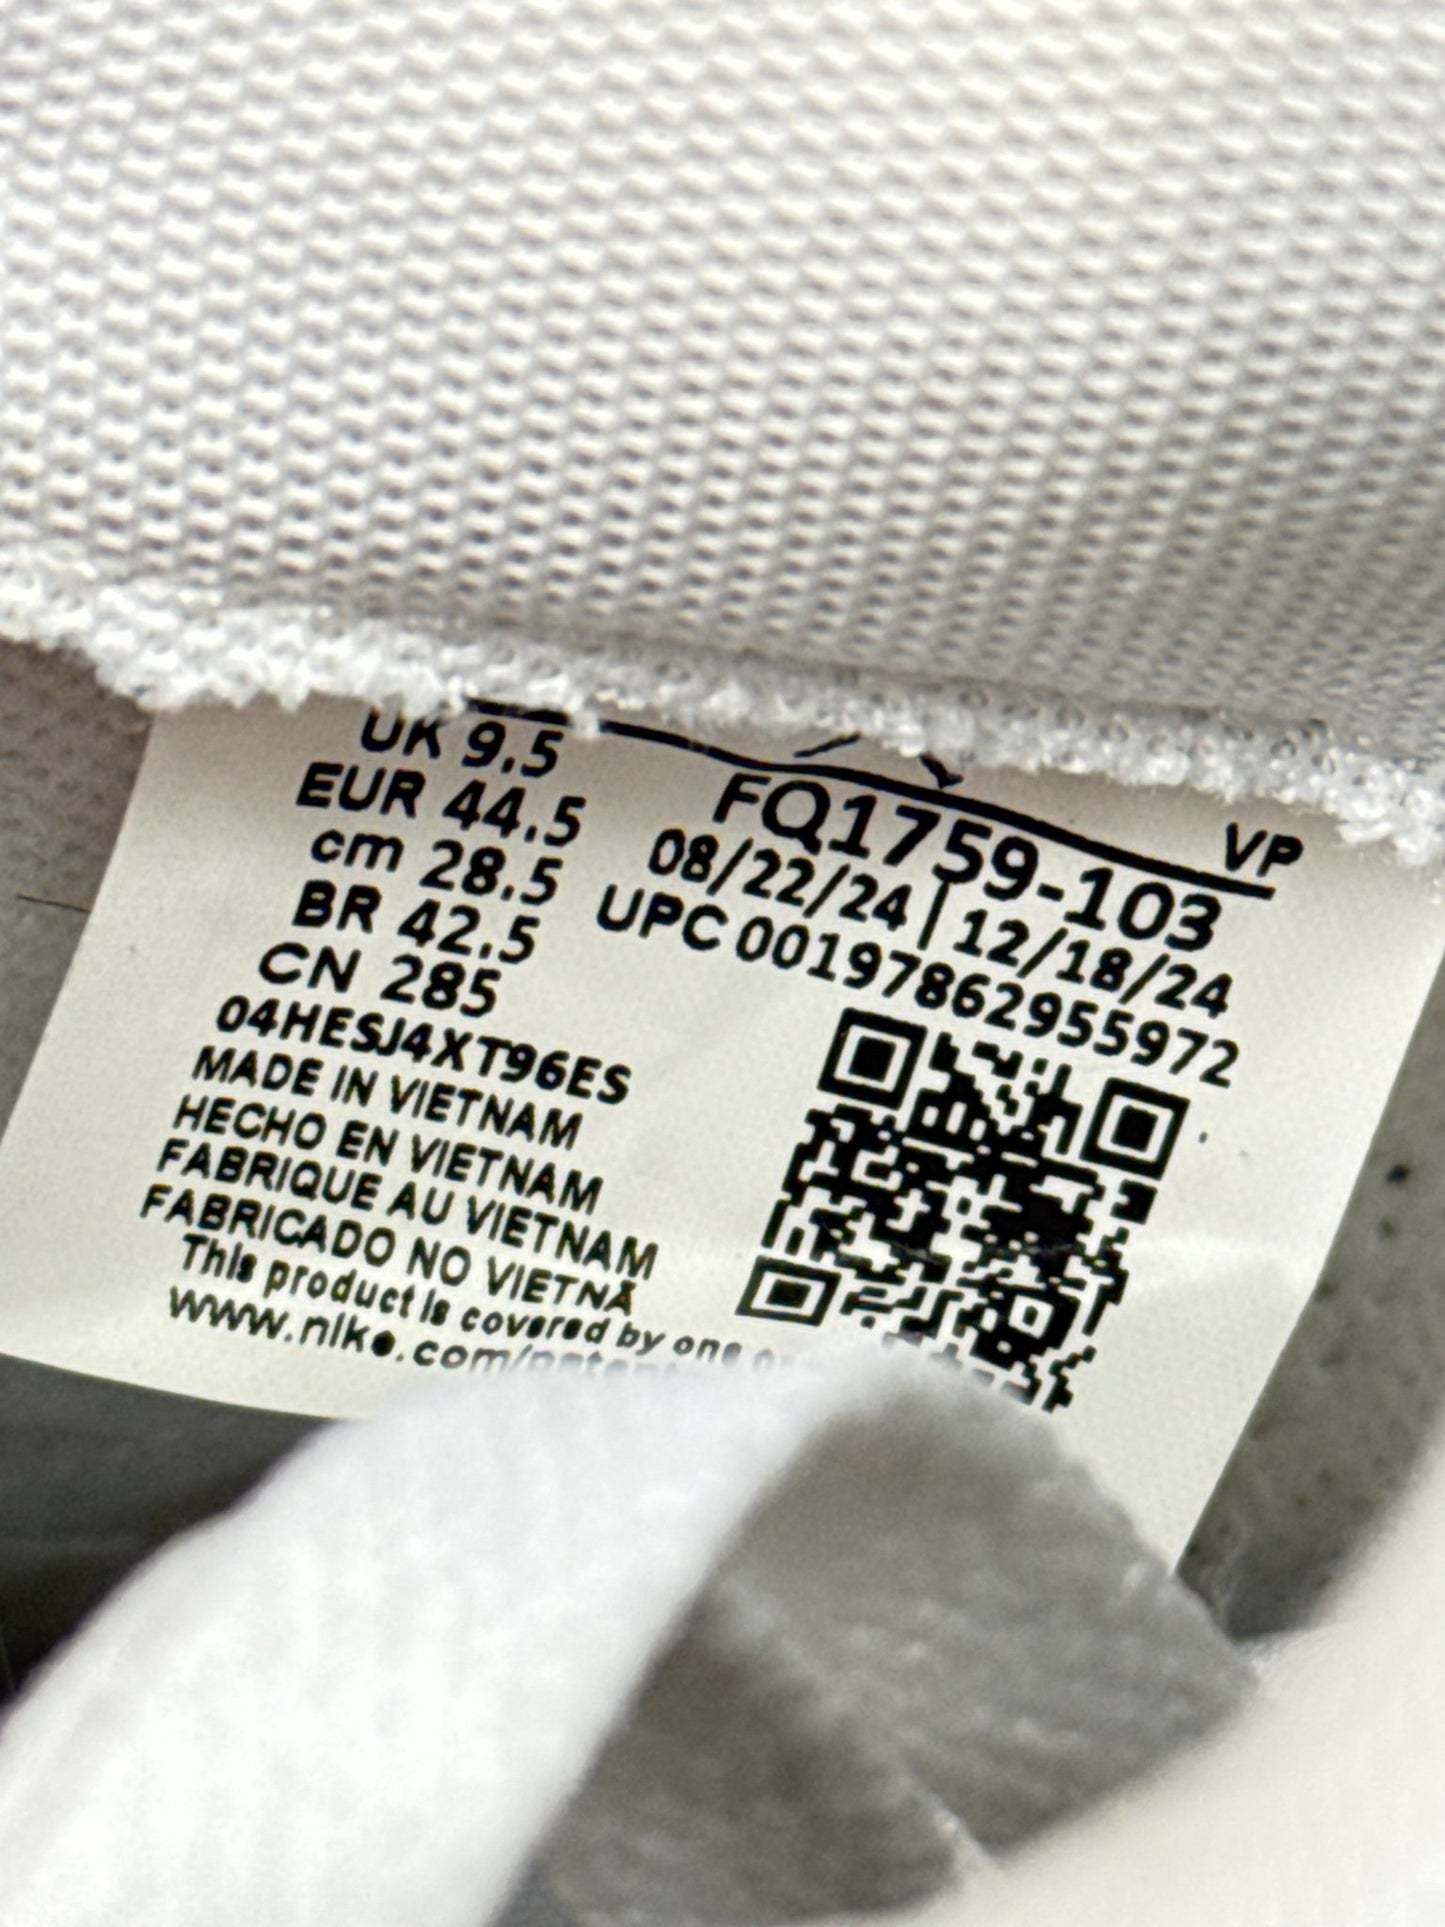 UK 9.5
EUR 44.5
cm 28.5
BR 42.5
CN 285
04HESJ4XT96ES
MADE IN VIETNAM
HECHO EN VIETNAM
FABRIQUE AU VIETNAM
FABRICADO NO VIETNÃ
This product is covered by one
www.nike.com/patent
VP
FQ1759-103
08/22/24 | 12/18/24
UPC 00197862955972